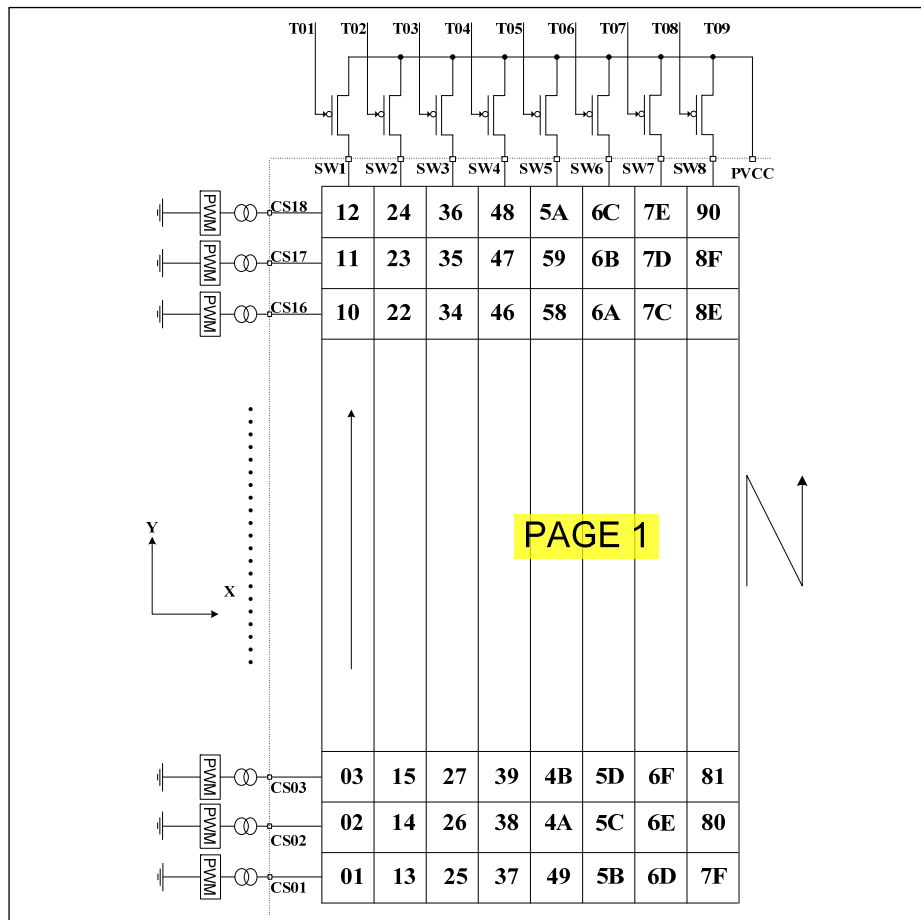 T01 T02 T03 T04 T05 T06 T07 T08 T09
SW1 SW2 SW3 SW4 SW5 SW6 SW7 SW8 PVCC
PWM CS18 12 24 36 48 5A 6C 7E 90
PWM CS17 11 23 35 47 59 6B 7D 8F
PWM CS16 10 22 34 46 58 6A 7C 8E
PAGE 1
Y
X
PWM CS03 03 15 27 39 4B 5D 6F 81
PWM CS02 02 14 26 38 4A 5C 6E 80
PWM CS01 01 13 25 37 49 5B 6D 7F